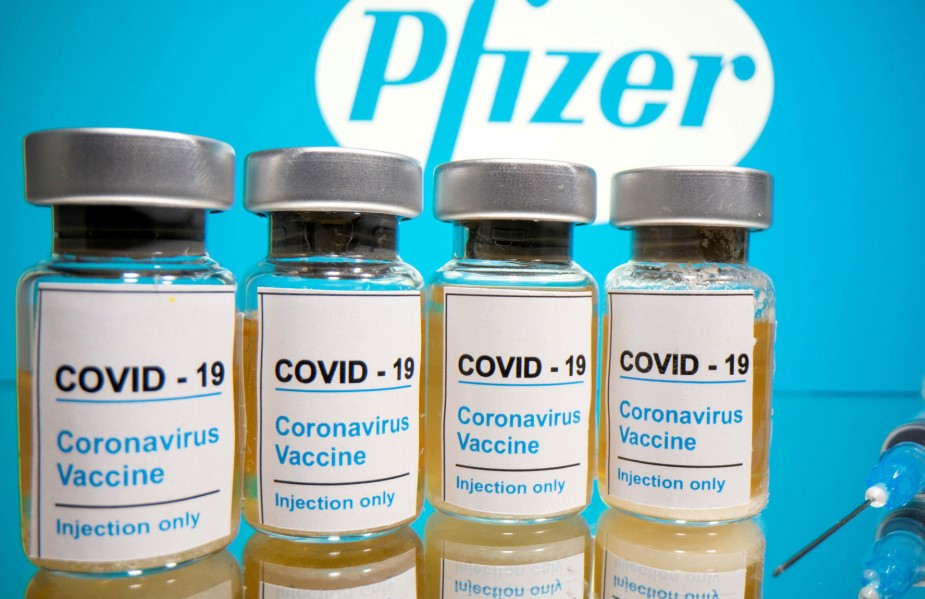 Pfizer
COVID - 19
Coronavirus
Vaccine
Injection only
COVID - 19
Coronavirus
Vaccine
Injection only
COVID - 19
Coronavirus
Vaccine
Injection only
COVID - 19
Coronavirus
Vaccine
Injection only